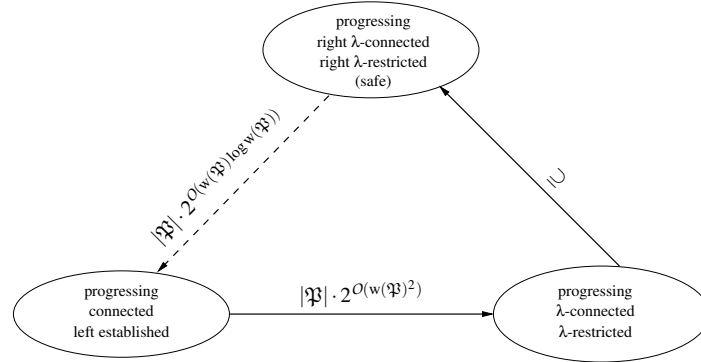 progressing
right λ-connected
right λ-restricted
(safe)
|𝔓| · 2^{O(w(𝔓) log w(𝔓))}
⊇
progressing
connected
left established
|𝔓| · 2^{O(w(𝔓)^2)}
progressing
λ-connected
λ-restricted